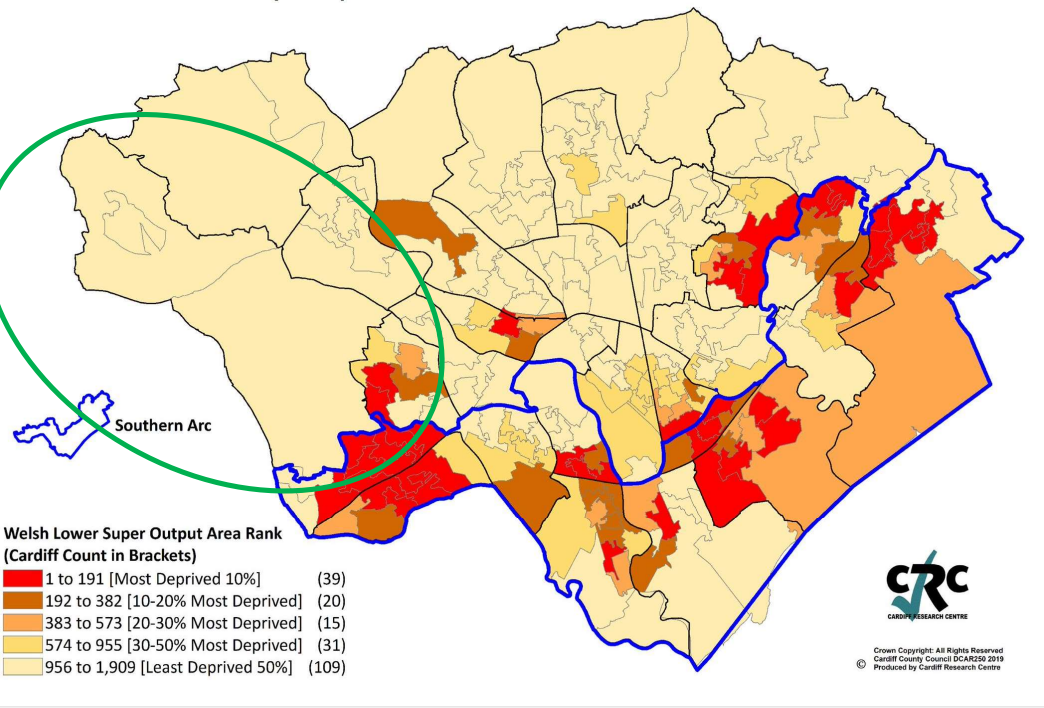 Southern Arc
Welsh Lower Super Output Area Rank
(Cardiff Count in Brackets)
1 to 191 [Most Deprived 10%] (39)
192 to 382 [10-20% Most Deprived] (20)
383 to 573 [20-30% Most Deprived] (15)
574 to 955 [30-50% Most Deprived] (31)
956 to 1,909 [Least Deprived 50%] (109)
CRC
CARDIFF RESEARCH CENTRE
Crown Copyright: All Rights Reserved
© Cardiff County Council DCAR250 2019
Produced by Cardiff Research Centre